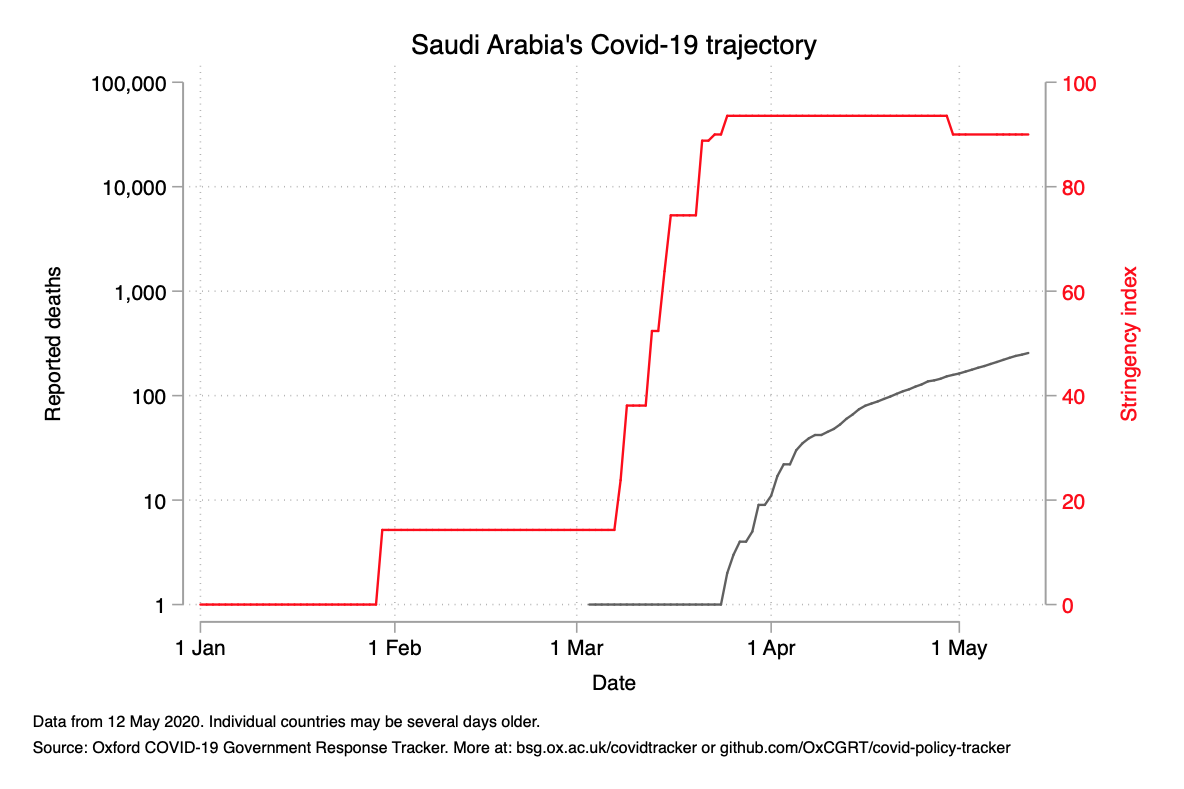 Saudi Arabia's Covid-19 trajectory
100,000
10,000
1,000
100
10
1
Reported deaths
100
80
60
40
20
0
Stringency index
1 Jan
1 Feb
1 Mar
1 Apr
1 May
Date
Data from 12 May 2020. Individual countries may be several days older.
Source: Oxford COVID-19 Government Response Tracker. More at: bsg.ox.ac.uk/covidtracker or github.com/OxCGRT/covid-policy-tracker